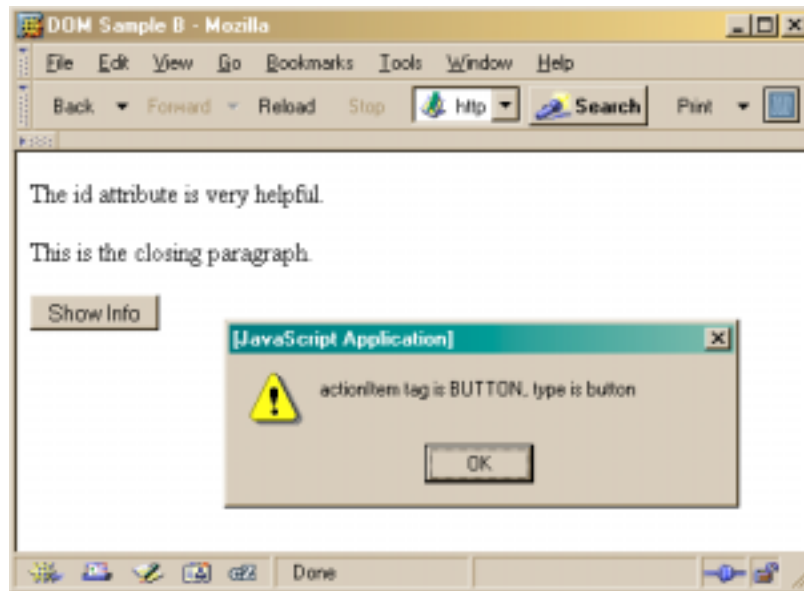 DOM Sample B - Mozilla
File Edit View Go Bookmarks Tools Window Help
Back Forward Reload Stop http Search Print
The id attribute is very helpful.
This is the closing paragraph.
Show Info
[JavaScript Application]
actionItem tag is BUTTON, type is button
OK
Done